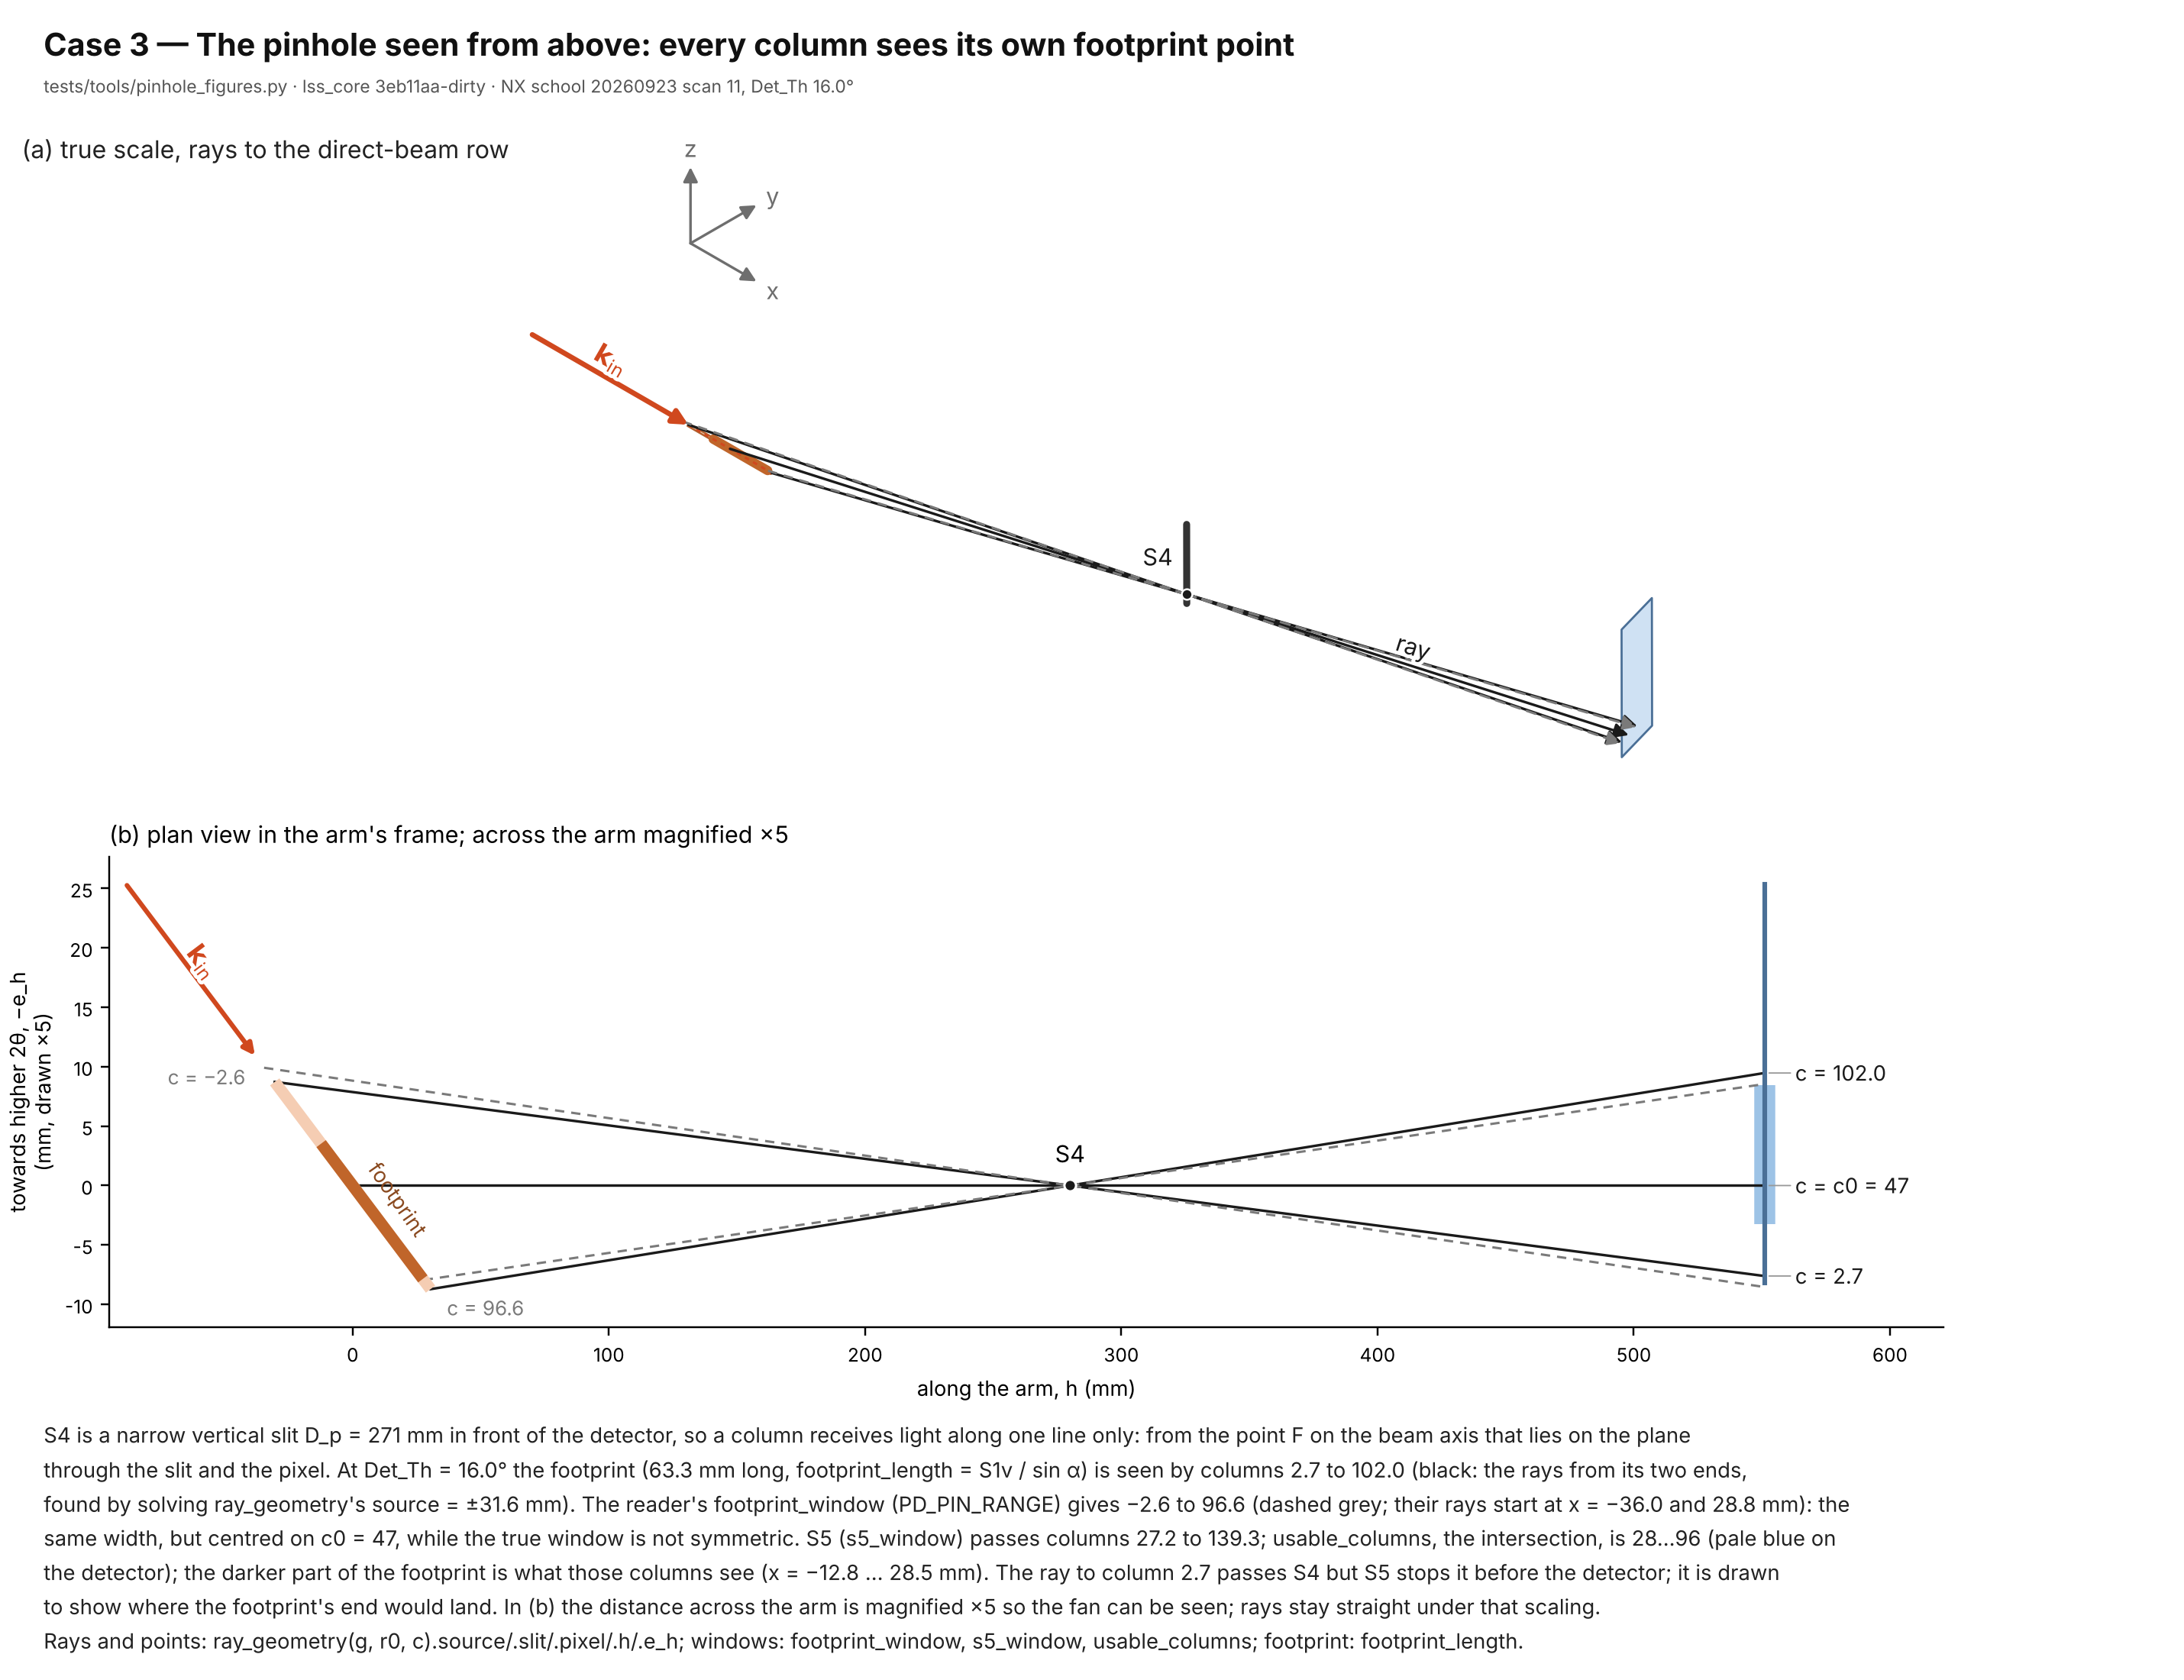 Case 3 — The pinhole seen from above: every column sees its own footprint point
tests/tools/pinhole_figures.py · lss_core 3eb11aa-dirty · NX school 20260923 scan 11, Det_Th 16.0°
(a) true scale, rays to the direct-beam row
z
y
x
k_in
S4
ray
(b) plan view in the arm's frame; across the arm magnified ×5
towards higher 2θ, −e_h
(mm, drawn ×5)
25
20
15
10
5
0
-5
-10
k_in
c = −2.6
footprint
c = 96.6
S4
c = 102.0
c = c0 = 47
c = 2.7
0
100
200
300
400
500
600
along the arm, h (mm)
S4 is a narrow vertical slit D_p = 271 mm in front of the detector, so a column receives light along one line only: from the point F on the beam axis that lies on the plane
through the slit and the pixel. At Det_Th = 16.0° the footprint (63.3 mm long, footprint_length = S1v / sin α) is seen by columns 2.7 to 102.0 (black: the rays from its two ends,
found by solving ray_geometry's source = ±31.6 mm). The reader's footprint_window (PD_PIN_RANGE) gives −2.6 to 96.6 (dashed grey; their rays start at x = −36.0 and 28.8 mm): the
same width, but centred on c0 = 47, while the true window is not symmetric. S5 (s5_window) passes columns 27.2 to 139.3; usable_columns, the intersection, is 28…96 (pale blue on
the detector); the darker part of the footprint is what those columns see (x = −12.8 … 28.5 mm). The ray to column 2.7 passes S4 but S5 stops it before the detector; it is drawn
to show where the footprint's end would land. In (b) the distance across the arm is magnified ×5 so the fan can be seen; rays stay straight under that scaling.
Rays and points: ray_geometry(g, r0, c).source/.slit/.pixel/.h/.e_h; windows: footprint_window, s5_window, usable_columns; footprint: footprint_length.